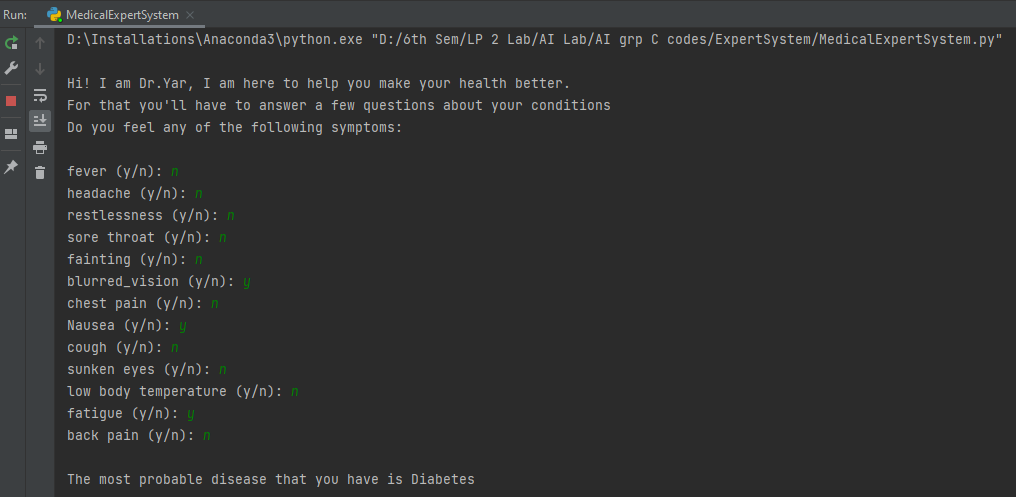 Run: MedicalExpertSystem
D:\Installations\Anaconda3\python.exe "D:/6th Sem/LP 2 Lab/AI Lab/AI grp C codes/ExpertSystem/MedicalExpertSystem.py"
Hi! I am Dr.Yar, I am here to help you make your health better.
For that you'll have to answer a few questions about your conditions
Do you feel any of the following symptoms:
fever (y/n): n
headache (y/n): n
restlessness (y/n): n
sore throat (y/n): n
fainting (y/n): n
blurred_vision (y/n): y
chest pain (y/n): n
Nausea (y/n): y
cough (y/n): n
sunken eyes (y/n): n
low body temperature (y/n): n
fatigue (y/n): y
back pain (y/n): n
The most probable disease that you have is Diabetes